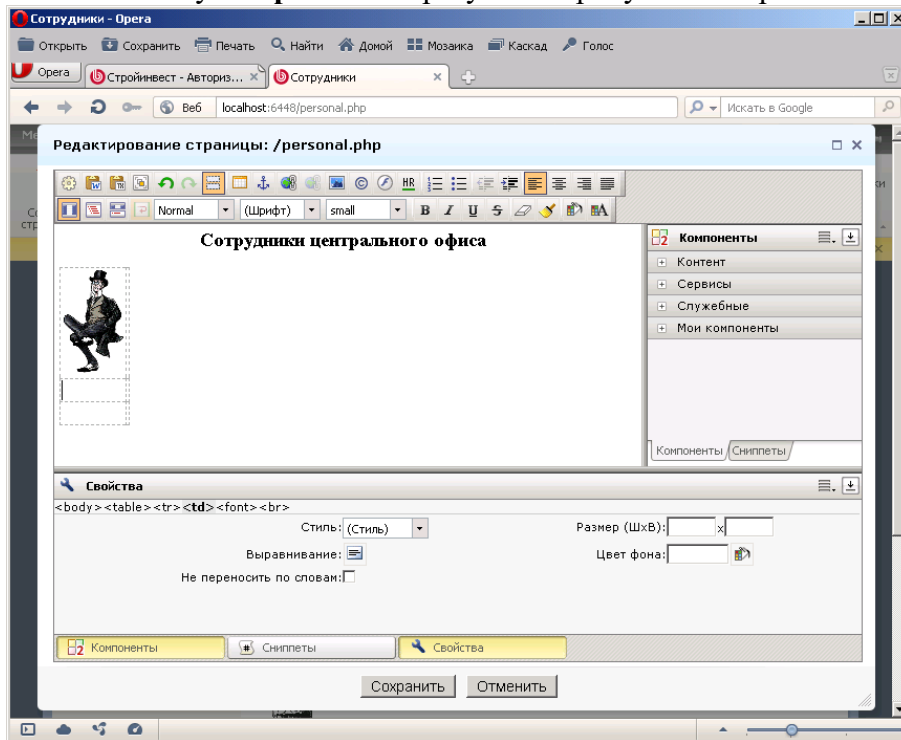 Сотрудники - Opera
Открыть Сохранить Печать Найти Домой Мозаика Каскад Голос
Opera Стройинвест - Авториз... Сотрудники
Веб localhost:6448/personal.php Искать в Google
Редактирование страницы: /personal.php
HR
Normal (Шрифт) small B I U S
Сотрудники центрального офиса
Компоненты
Контент
Сервисы
Служебные
Мои компоненты
Компоненты Сниппеты
Свойства
<body><table><tr><td><font><br>
Стиль: (Стиль) Размер (ШxВ): x
Выравнивание: Цвет фона:
Не переносить по словам:
Компоненты Сниппеты Свойства
Сохранить Отменить